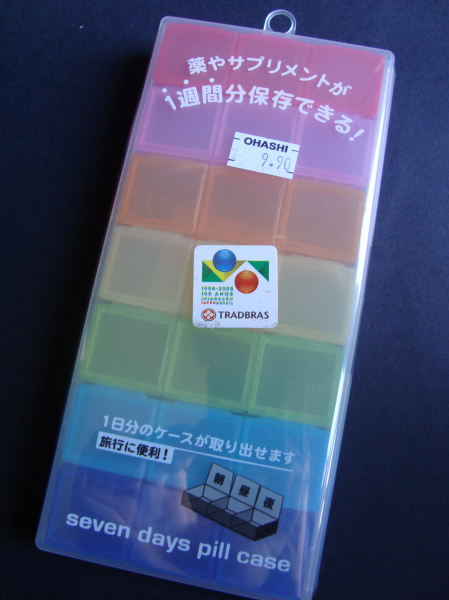 薬やサプリメントが
1週間分保存できる!
OHASHI
9.90
1908-2008
100 ANOS
IMIGRAÇÃO
JAPÃO BRASIL
TRADBRAS
1日分のケースが取り出せます
旅行に便利!
朝 昼 夜
seven days pill case